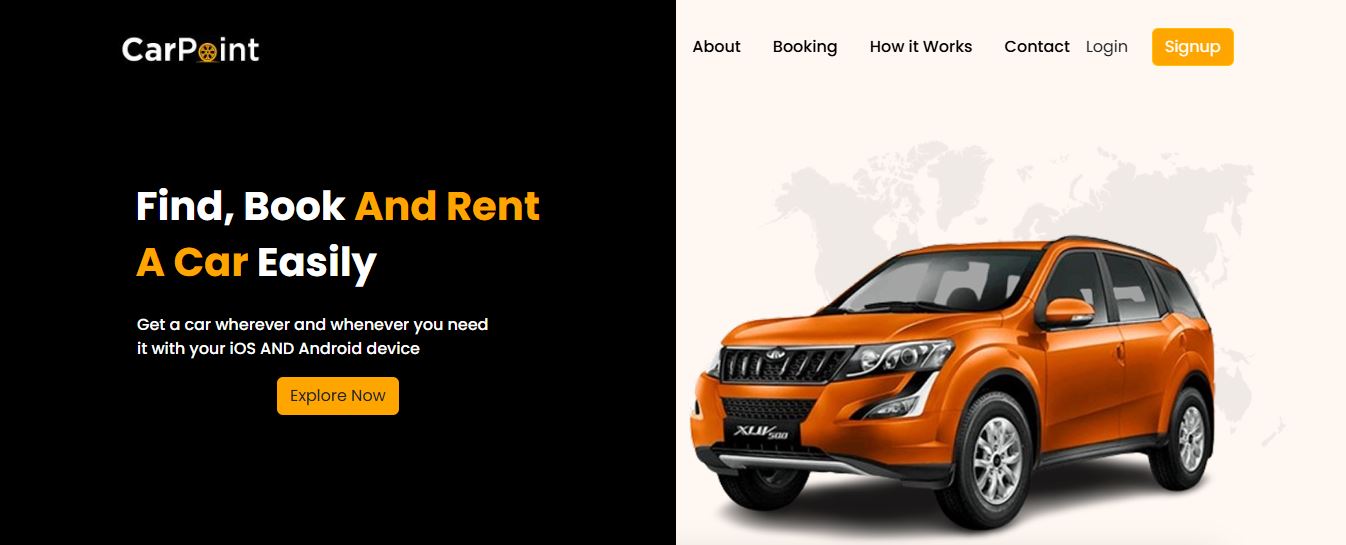 CarPoint
About Booking How it Works Contact Login Signup
Find, Book And Rent
A Car Easily
Get a car wherever and whenever you need
it with your iOS AND Android device
Explore Now
XUV500